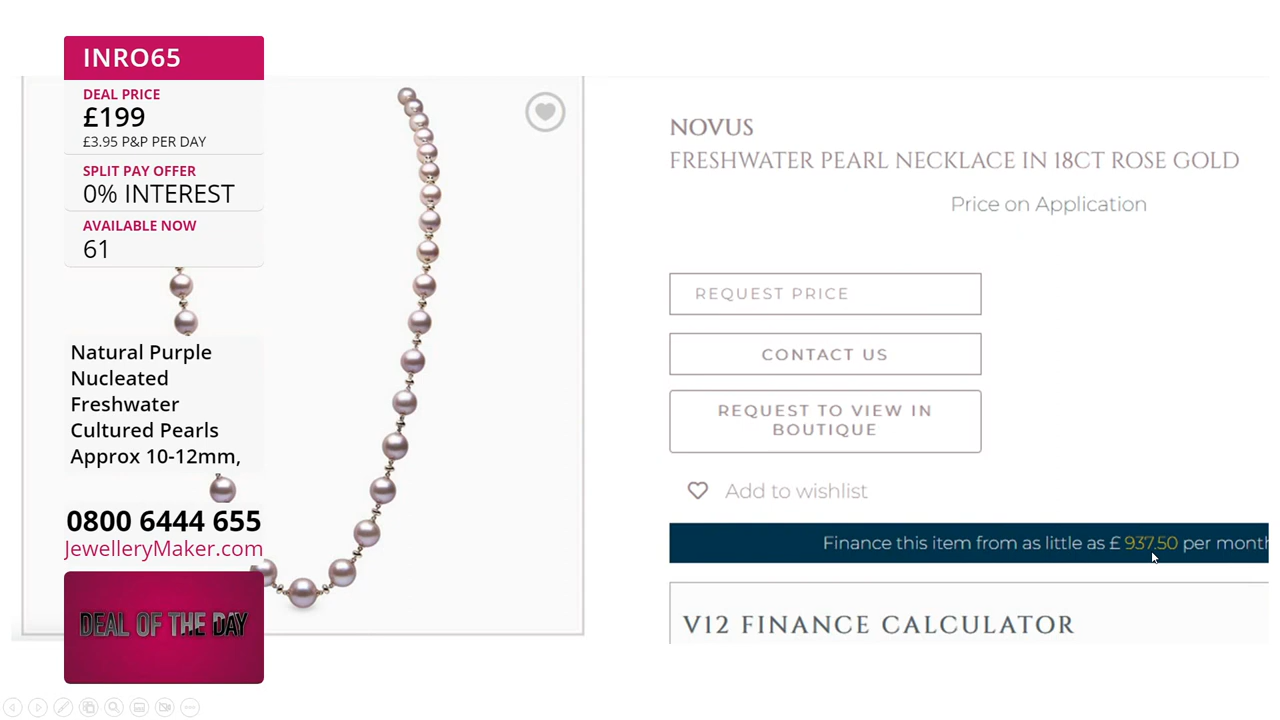 INRO65
DEAL PRICE
£199
£3.95 P&P PER DAY
SPLIT PAY OFFER
0% INTEREST
AVAILABLE NOW
61
Natural Purple
Nucleated
Freshwater
Cultured Pearls
Approx 10-12mm,
0800 6444 655
JewelleryMaker.com
DEAL OF THE DAY
NOVUS
FRESHWATER PEARL NECKLACE IN 18CT ROSE GOLD
Price on Application
REQUEST PRICE
CONTACT US
REQUEST TO VIEW IN
BOUTIQUE
Add to wishlist
Finance this item from as little as £ 937.50 per month
V12 FINANCE CALCULATOR